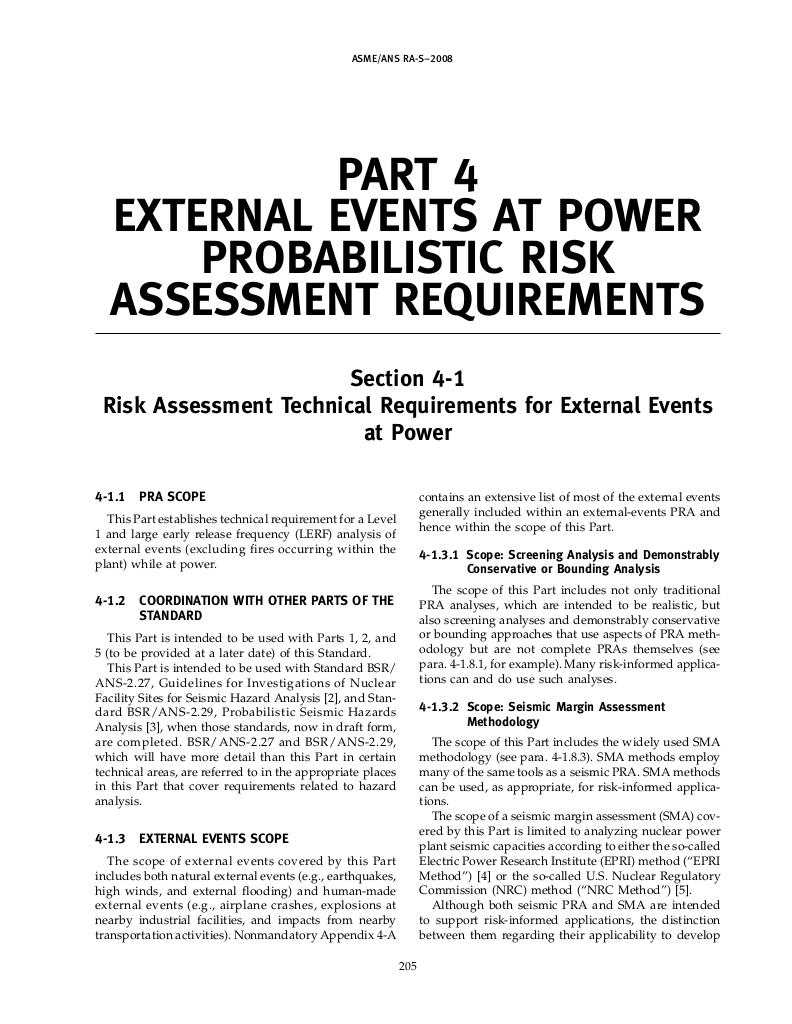 ASME/ANS RA-S–2008
PART 4
EXTERNAL EVENTS AT POWER
PROBABILISTIC RISK
ASSESSMENT REQUIREMENTS
Section 4-1
Risk Assessment Technical Requirements for External Events
at Power
4-1.1 PRA SCOPE
This Part establishes technical requirement for a Level
1 and large early release frequency (LERF) analysis of
external events (excluding fires occurring within the
plant) while at power.
4-1.2 COORDINATION WITH OTHER PARTS OF THE
STANDARD
This Part is intended to be used with Parts 1, 2, and
5 (to be provided at a later date) of this Standard.
This Part is intended to be used with Standard BSR/
ANS-2.27, Guidelines for Investigations of Nuclear
Facility Sites for Seismic Hazard Analysis [2], and Stan-
dard BSR/ANS-2.29, Probabilistic Seismic Hazards
Analysis [3], when those standards, now in draft form,
are completed. BSR/ANS-2.27 and BSR/ANS-2.29,
which will have more detail than this Part in certain
technical areas, are referred to in the appropriate places
in this Part that cover requirements related to hazard
analysis.
4-1.3 EXTERNAL EVENTS SCOPE
The scope of external events covered by this Part
includes both natural external events (e.g., earthquakes,
high winds, and external flooding) and human-made
external events (e.g., airplane crashes, explosions at
nearby industrial facilities, and impacts from nearby
transportation activities). Nonmandatory Appendix 4-A
contains an extensive list of most of the external events
generally included within an external-events PRA and
hence within the scope of this Part.
4-1.3.1 Scope: Screening Analysis and Demonstrably
Conservative or Bounding Analysis
The scope of this Part includes not only traditional
PRA analyses, which are intended to be realistic, but
also screening analyses and demonstrably conservative
or bounding approaches that use aspects of PRA meth-
odology but are not complete PRAs themselves (see
para. 4-1.8.1, for example). Many risk-informed applica-
tions can and do use such analyses.
4-1.3.2 Scope: Seismic Margin Assessment
Methodology
The scope of this Part includes the widely used SMA
methodology (see para. 4-1.8.3). SMA methods employ
many of the same tools as a seismic PRA. SMA methods
can be used, as appropriate, for risk-informed applica-
tions.
The scope of a seismic margin assessment (SMA) cov-
ered by this Part is limited to analyzing nuclear power
plant seismic capacities according to either the so-called
Electric Power Research Institute (EPRI) method (“EPRI
Method”) [4] or the so-called U.S. Nuclear Regulatory
Commission (NRC) method (“NRC Method”) [5].
Although both seismic PRA and SMA are intended
to support risk-informed applications, the distinction
between them regarding their applicability to develop
205